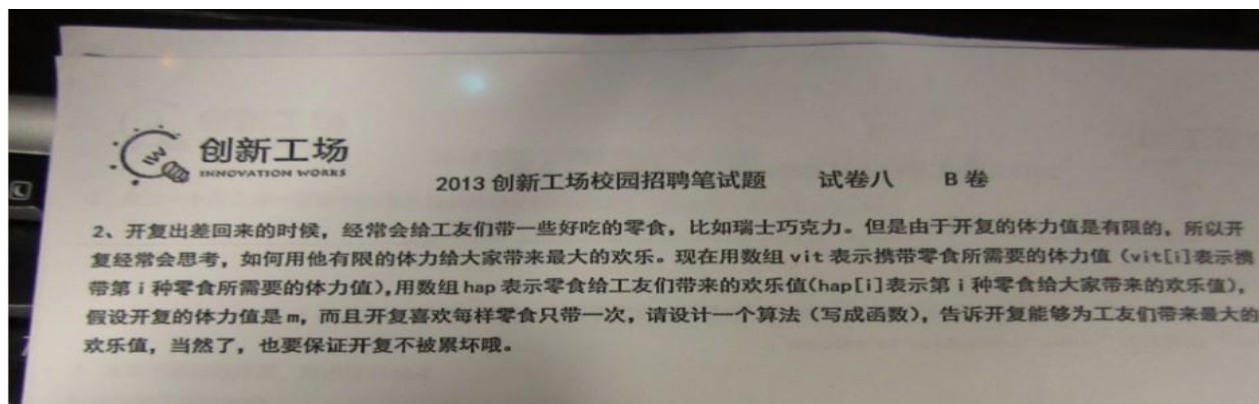 创新工场
INNOVATION WORKS
2013 创新工场校园招聘笔试题 试卷八 B 卷
2、开复出差回来的时候，经常会给工友们带一些好吃的零食，比如瑞士巧克力。但是由于开复的体力值是有限的，所以开
复经常会思考，如何用他有限的体力给大家带来最大的欢乐。现在用数组 vit 表示携带零食所需要的体力值（vit[i]表示携
带第 i 种零食所需要的体力值），用数组 hap 表示零食给工友们带来的欢乐值(hap[i]表示第 i 种零食给大家带来的欢乐值)，
假设开复的体力值是 m，而且开复喜欢每样零食只带一次，请设计一个算法（写成函数），告诉开复能够为工友们带来最大的
欢乐值，当然了，也要保证开复不被累坏哦。